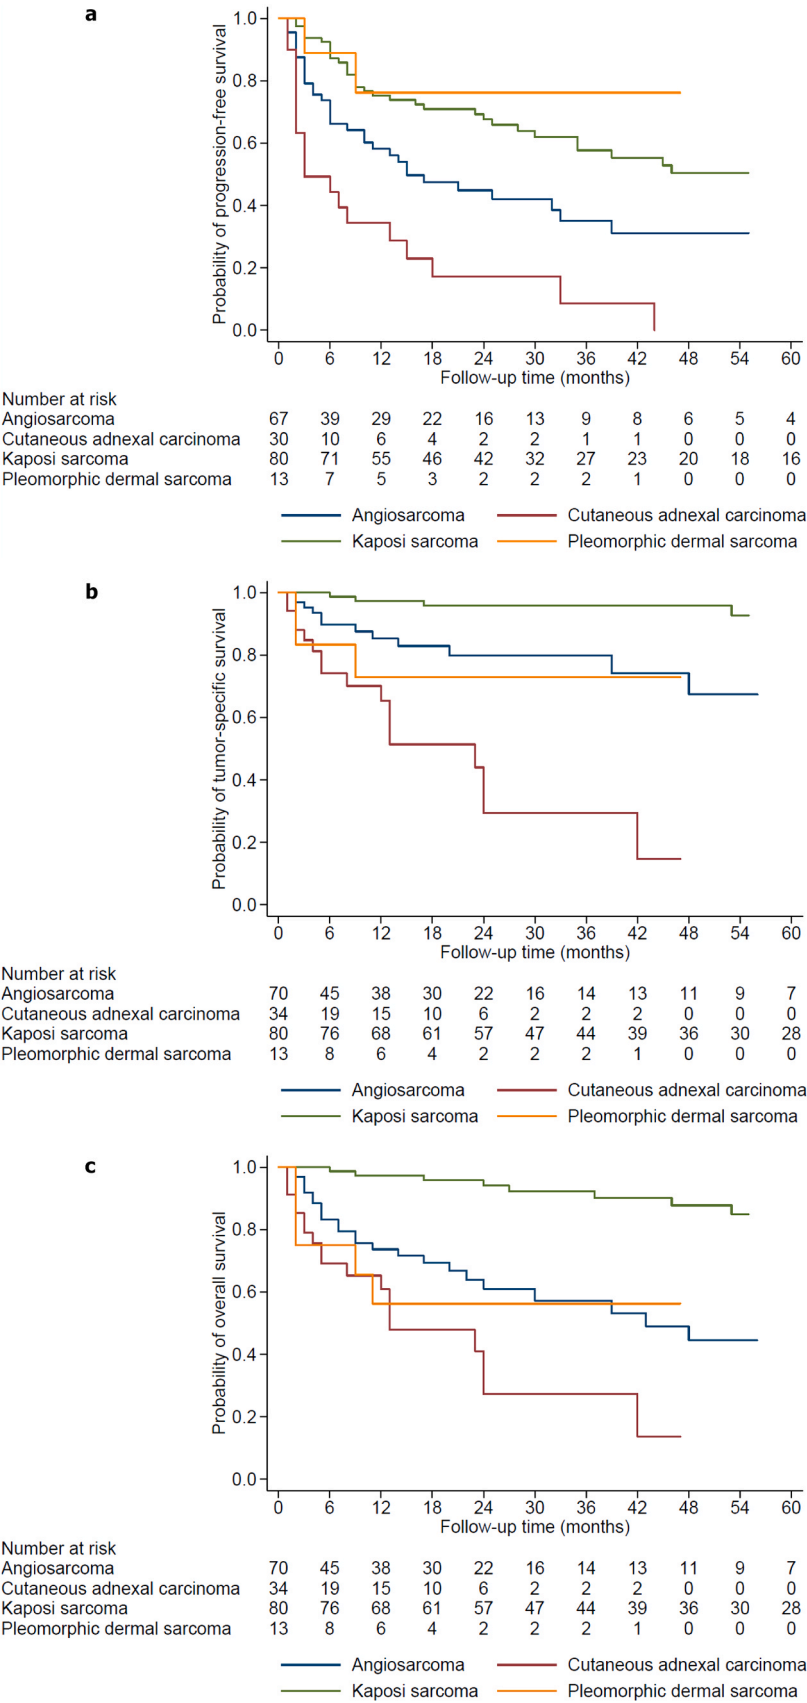 a
Probability of progression-free survival
1.0
0.8
0.6
0.4
0.2
0.0
0 6 12 18 24 30 36 42 48 54 60
Follow-up time (months)
Number at risk
Angiosarcoma 67 39 29 22 16 13 9 8 6 5 4
Cutaneous adnexal carcinoma 30 10 6 4 2 2 1 1 0 0 0
Kaposi sarcoma 80 71 55 46 42 32 27 23 20 18 16
Pleomorphic dermal sarcoma 13 7 5 3 2 2 2 1 0 0 0
Angiosarcoma Cutaneous adnexal carcinoma
Kaposi sarcoma Pleomorphic dermal sarcoma
b
Probability of tumor-specific survival
1.0
0.8
0.6
0.4
0.2
0.0
0 6 12 18 24 30 36 42 48 54 60
Follow-up time (months)
Number at risk
Angiosarcoma 70 45 38 30 22 16 14 13 11 9 7
Cutaneous adnexal carcinoma 34 19 15 10 6 2 2 2 0 0 0
Kaposi sarcoma 80 76 68 61 57 47 44 39 36 30 28
Pleomorphic dermal sarcoma 13 8 6 4 2 2 2 1 0 0 0
Angiosarcoma Cutaneous adnexal carcinoma
Kaposi sarcoma Pleomorphic dermal sarcoma
c
Probability of overall survival
1.0
0.8
0.6
0.4
0.2
0.0
0 6 12 18 24 30 36 42 48 54 60
Follow-up time (months)
Number at risk
Angiosarcoma 70 45 38 30 22 16 14 13 11 9 7
Cutaneous adnexal carcinoma 34 19 15 10 6 2 2 2 0 0 0
Kaposi sarcoma 80 76 68 61 57 47 44 39 36 30 28
Pleomorphic dermal sarcoma 13 8 6 4 2 2 2 1 0 0 0
Angiosarcoma Cutaneous adnexal carcinoma
Kaposi sarcoma Pleomorphic dermal sarcoma